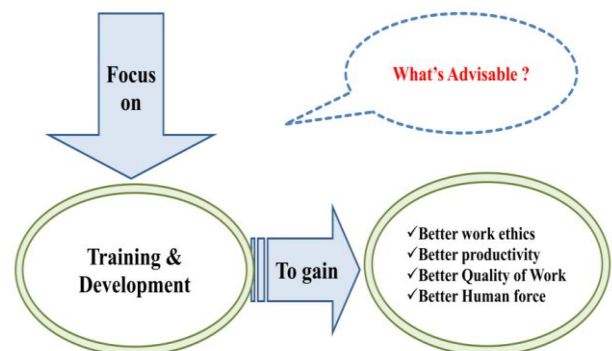 Focus
on
What's Advisable ?
Training &
Development
To gain
✓Better work ethics
✓Better productivity
✓Better Quality of Work
✓Better Human force